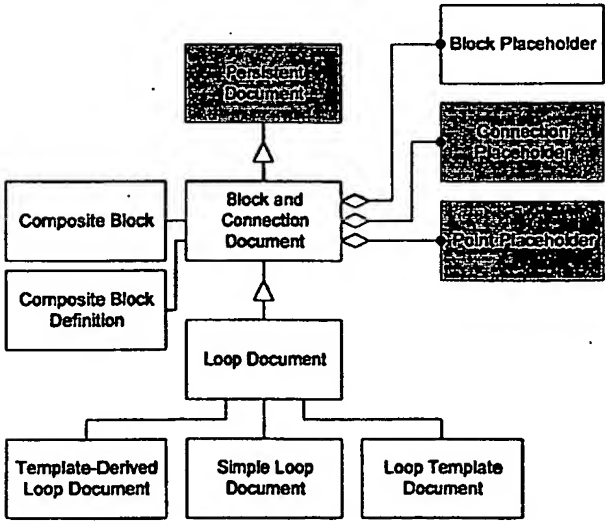 Block Placeholder
Persistent
Document
Connection
Placeholder
Composite Block
Block and
Connection
Document
Point Placeholder
Composite Block
Definition
Loop Document
Template-Derived
Loop Document
Simple Loop
Document
Loop Template
Document